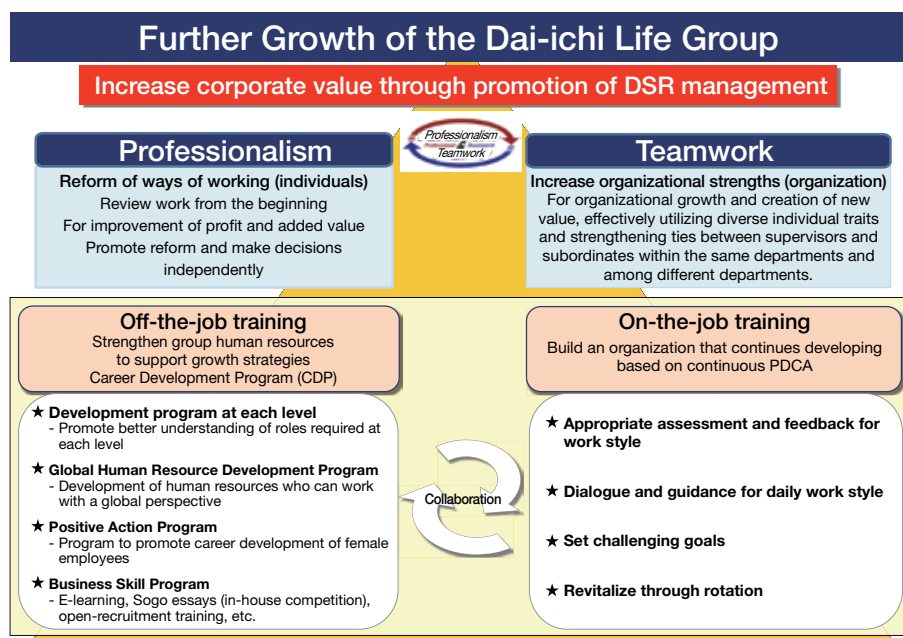 Further Growth of the Dai-ichi Life Group
Increase corporate value through promotion of DSR management
Professionalism
Teamwork
Professionalism
Reform of ways of working (individuals)
Review work from the beginning
For improvement of profit and added value
Promote reform and make decisions
independently
Teamwork
Increase organizational strengths (organization)
For organizational growth and creation of new
value, effectively utilizing diverse individual traits
and strengthening ties between supervisors and
subordinates within the same departments and
among different departments.
Off-the-job training
Strengthen group human resources
to support growth strategies
Career Development Program (CDP)
★ Development program at each level
- Promote better understanding of roles required at
each level
★ Global Human Resource Development Program
- Development of human resources who can work
with a global perspective
★ Positive Action Program
- Program to promote career development of female
employees
★ Business Skill Program
- E-learning, Sogo essays (in-house competition),
open-recruitment training, etc.
Collaboration
On-the-job training
Build an organization that continues developing
based on continuous PDCA
★ Appropriate assessment and feedback for
work style
★ Dialogue and guidance for daily work style
★ Set challenging goals
★ Revitalize through rotation